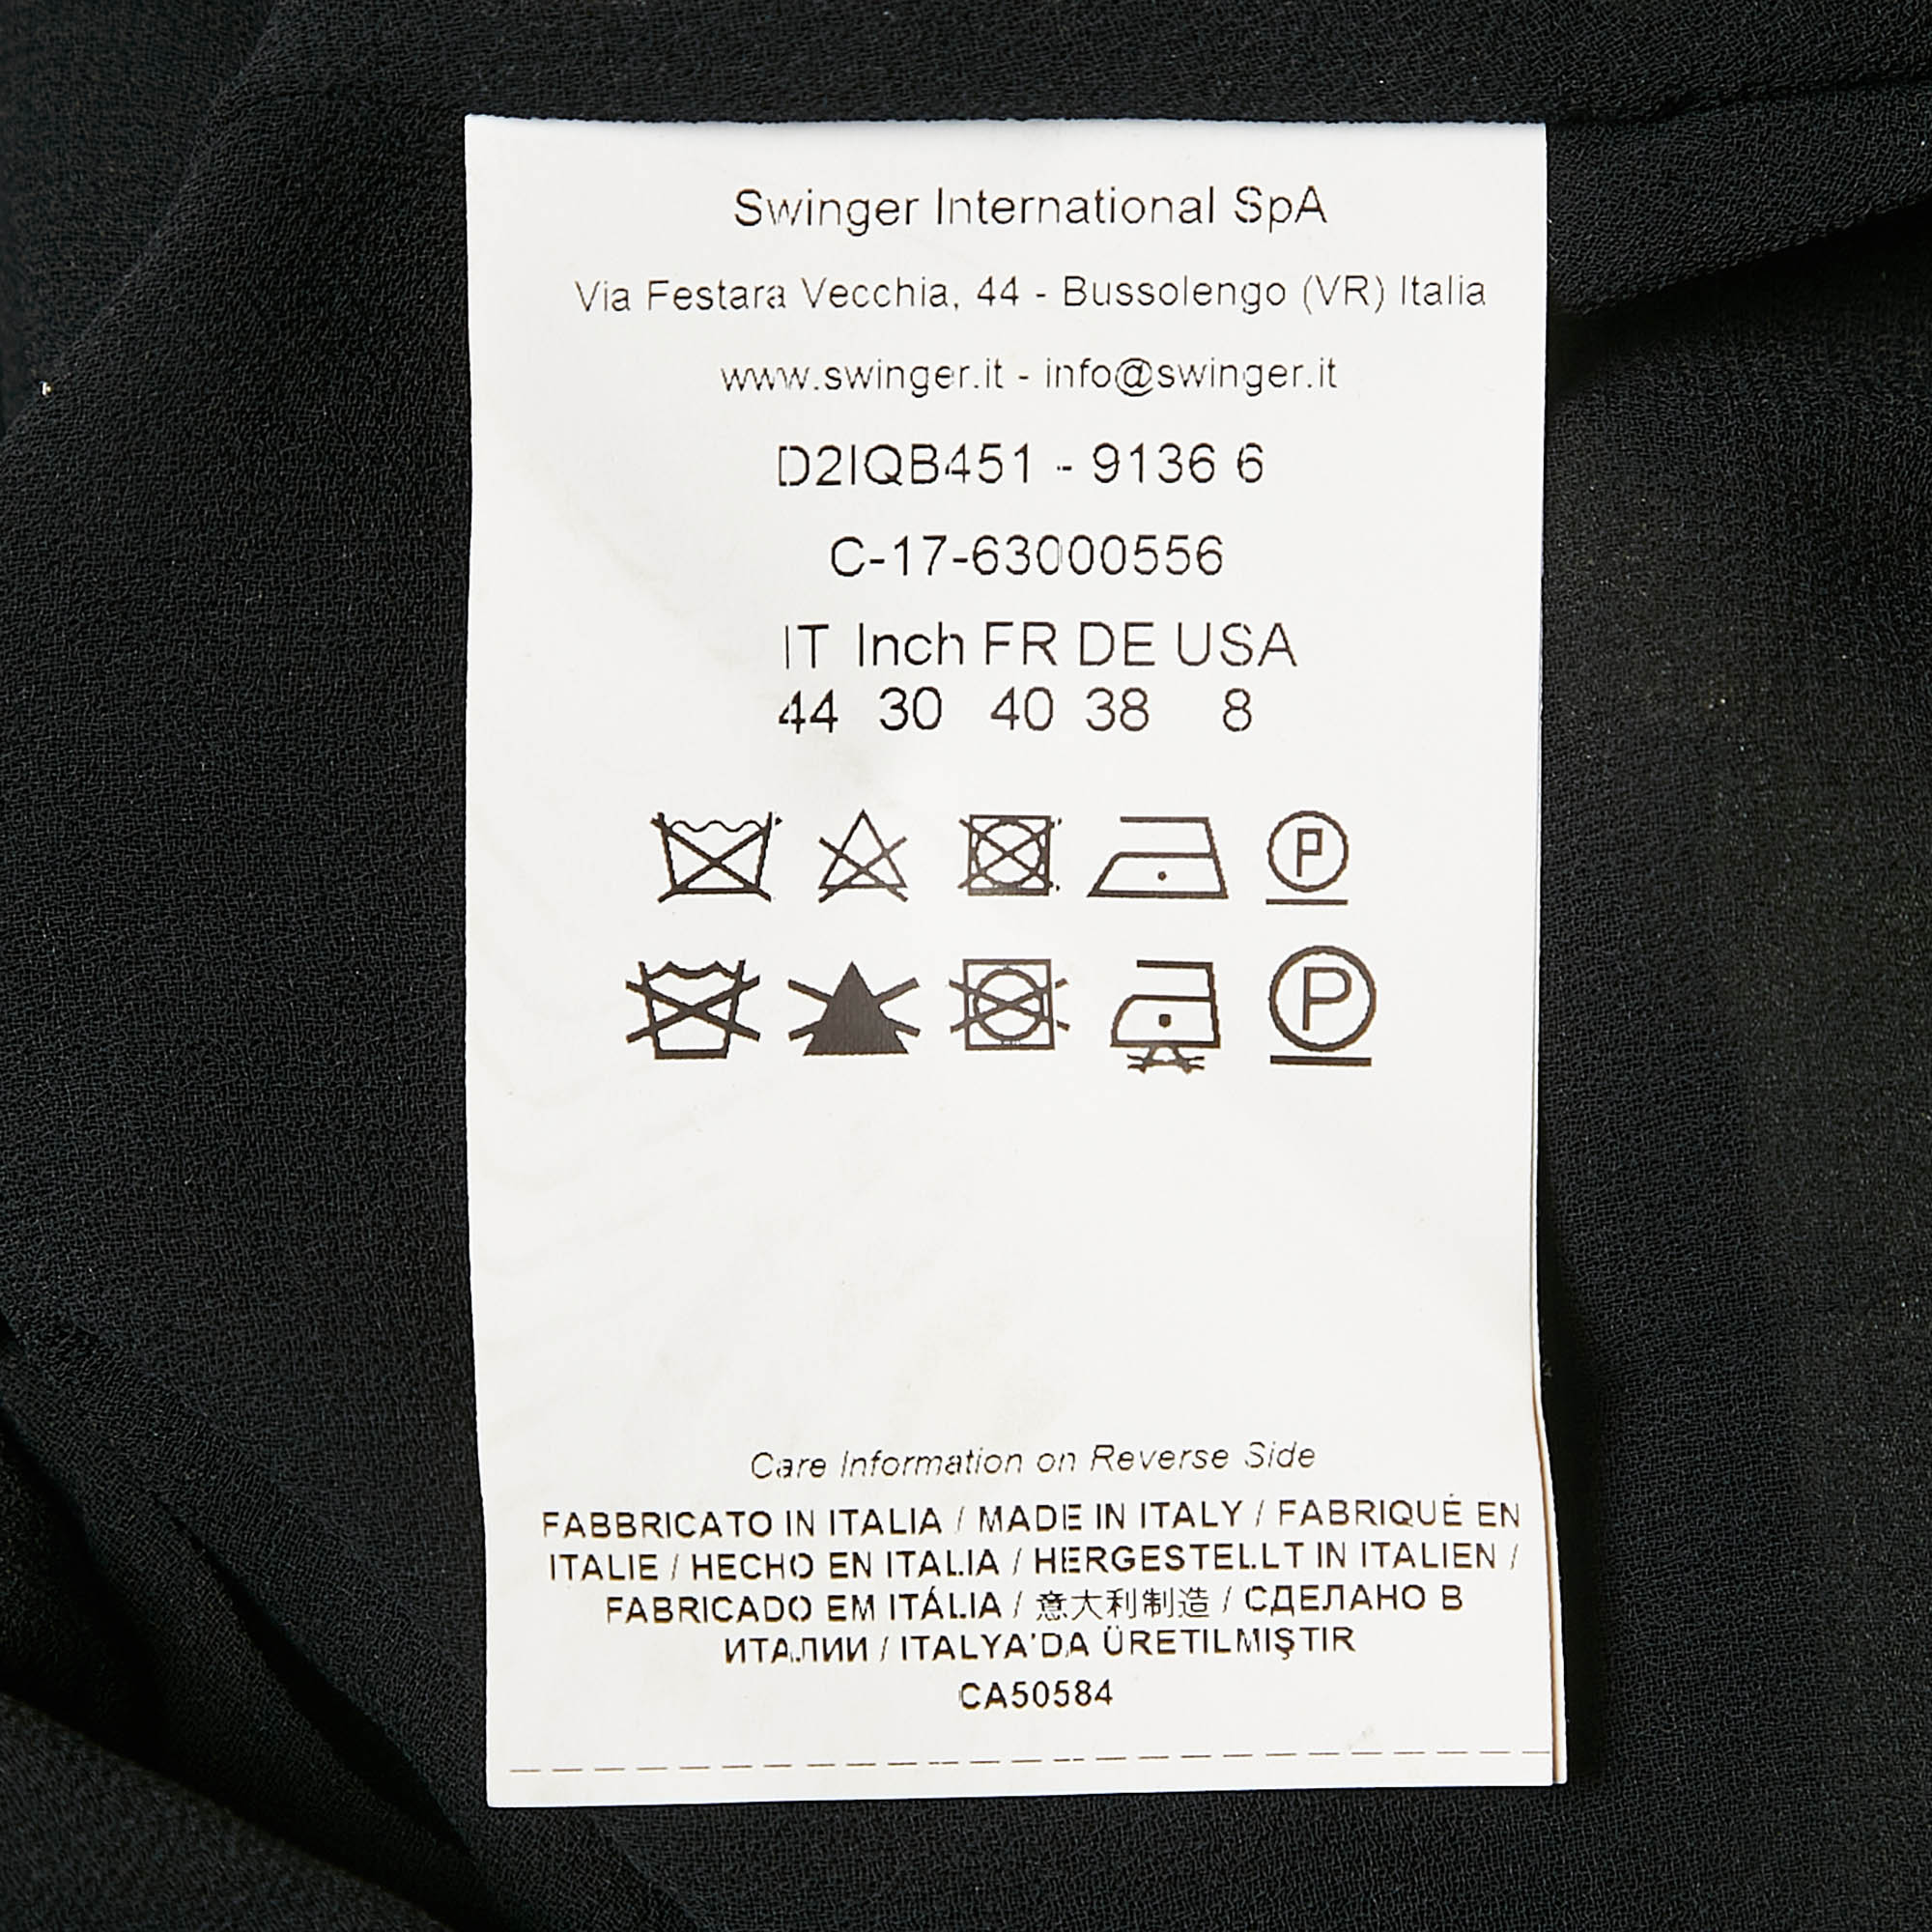 Swinger International SpA
Via Festara Vecchia, 44 - Bussolengo (VR) Italia
www.swinger.it - info@swinger.it
D2IQB451 - 9136 6
C-17-63000556
IT Inch FR DE USA
44 30 40 38 8
P
P
Care Information on Reverse Side
FABBRICATO IN ITALIA / MADE IN ITALY / FABRIQUÉ EN
ITALIE / HECHO EN ITALIA / HERGESTELLT IN ITALIEN /
FABRICADO EM ITÁLIA / 意大利制造 / СДЕЛАНО В
ИТАЛИИ / ITALYA'DA ÜRETILMIŞTIR
CA50584